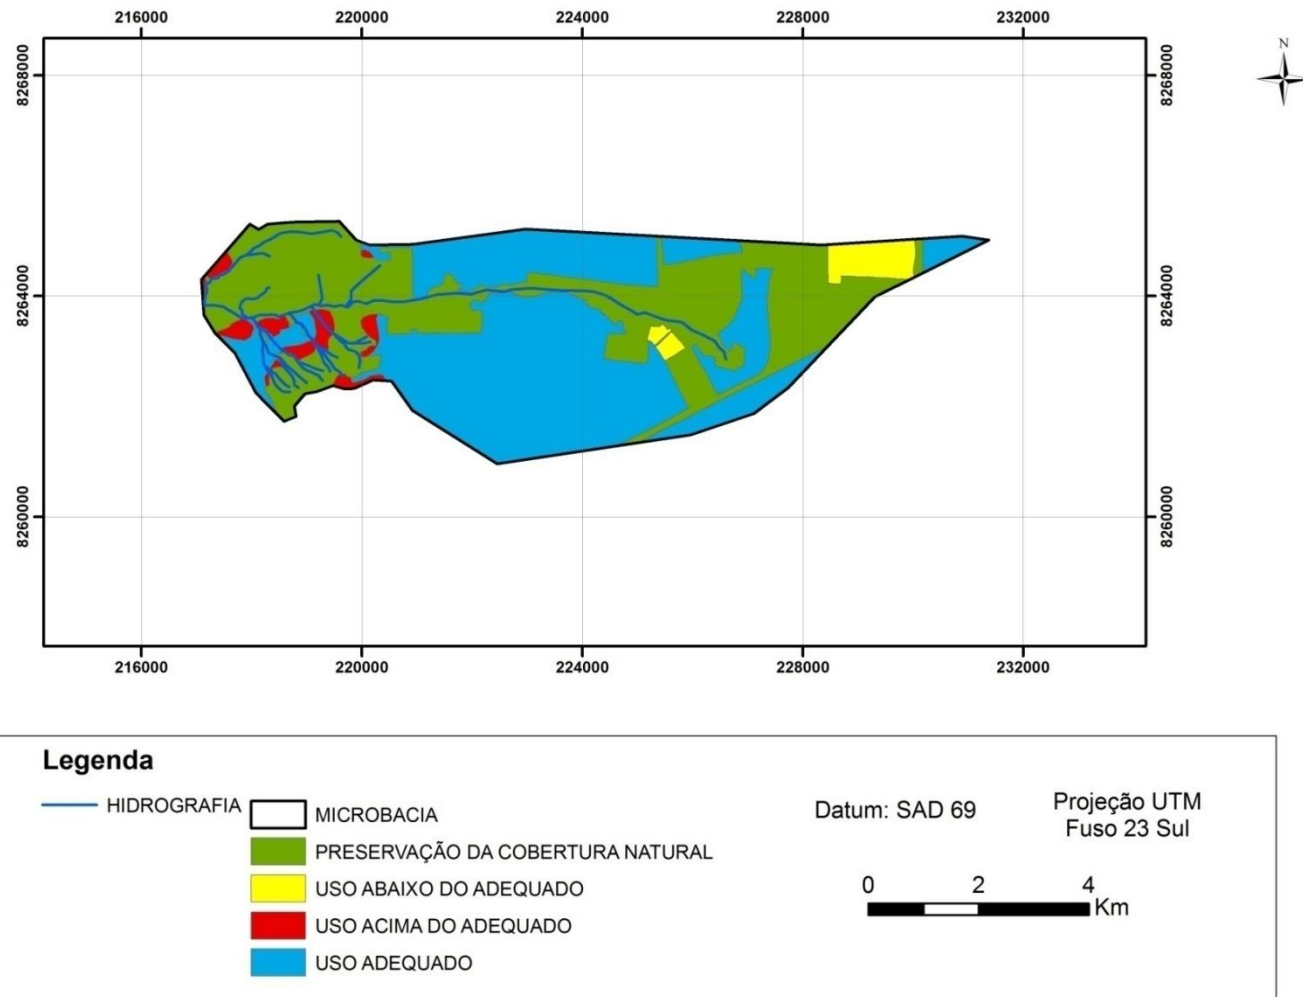 216000 220000 224000 228000 232000
N
8268000 8268000
8264000 8264000
8260000 8260000
216000 220000 224000 228000 232000
Legenda
HIDROGRAFIA
MICROBACIA
PRESERVAÇÃO DA COBERTURA NATURAL
USO ABAIXO DO ADEQUADO
USO ACIMA DO ADEQUADO
USO ADEQUADO
Datum: SAD 69
Projeção UTM
Fuso 23 Sul
0 2 4
Km